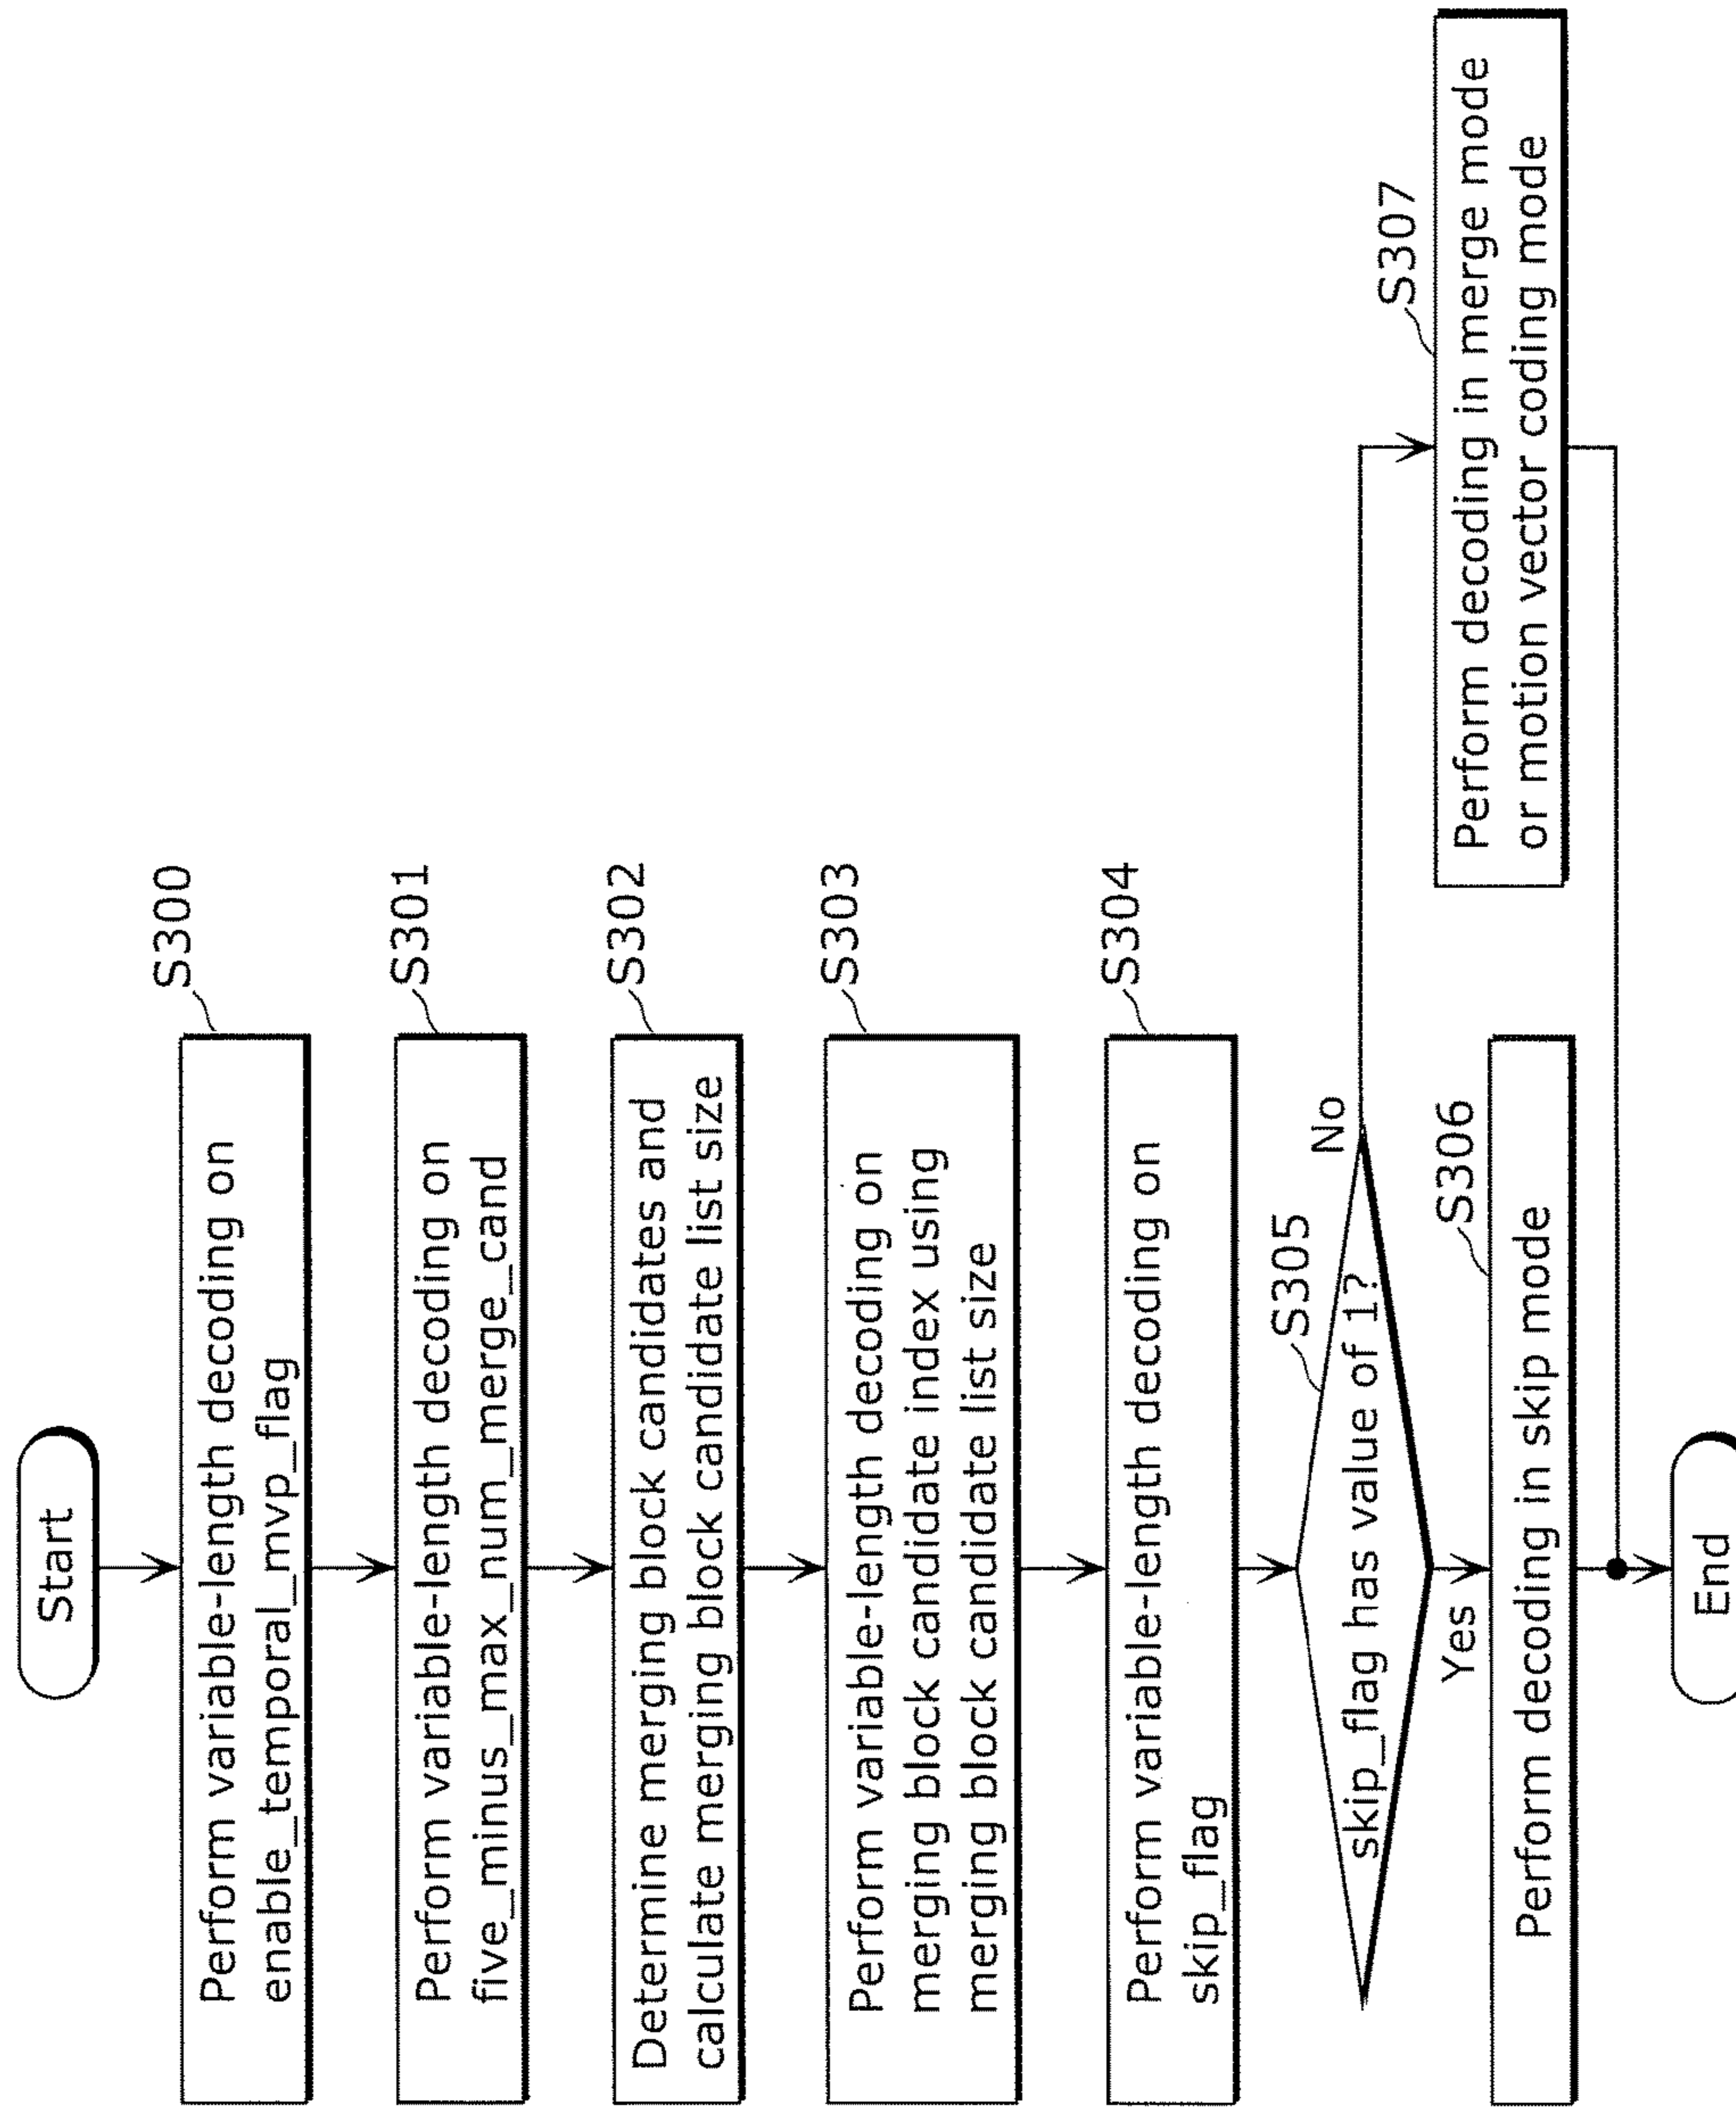 Start
S300
Perform variable-length decoding on
enable_temporal_mvp_flag
S301
Perform variable-length decoding on
five_minus_max_num_merge_cand
S302
Determine merging block candidates and
calculate merging block candidate list size
S303
Perform variable-length decoding on
merging block candidate index using
merging block candidate list size
S304
Perform variable-length decoding on
skip_flag
S305
skip_flag has value of 1?
No
Yes
S306
Perform decoding in skip mode
S307
Perform decoding in merge mode
or motion vector coding mode
End